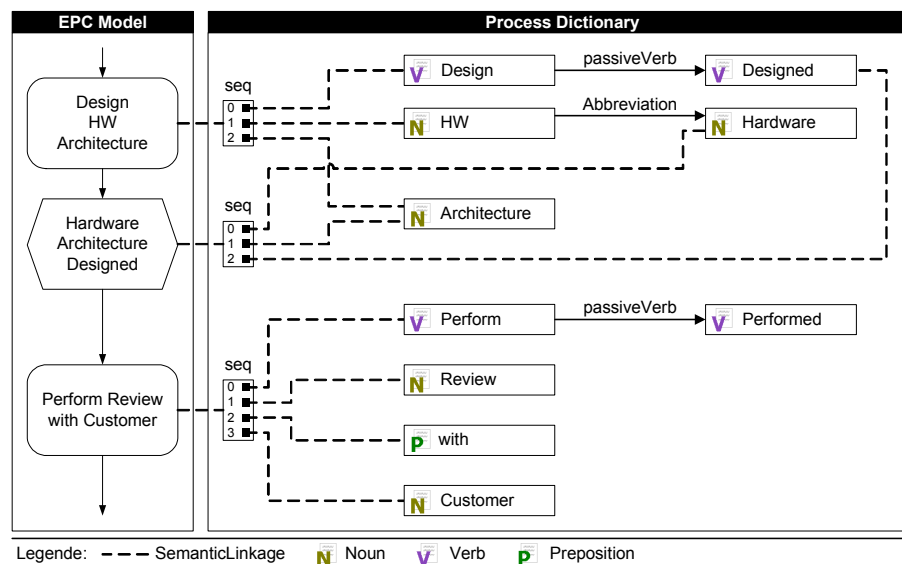 EPC Model
Process Dictionary
Design
HW
Architecture
seq
0
1
2
Design
passiveVerb
Designed
HW
Abbreviation
Hardware
Hardware
Architecture
Designed
seq
0
1
2
Architecture
Perform Review
with Customer
seq
0
1
2
3
Perform
passiveVerb
Performed
Review
with
Customer
Legende: SemanticLinkage N Noun V Verb P Preposition